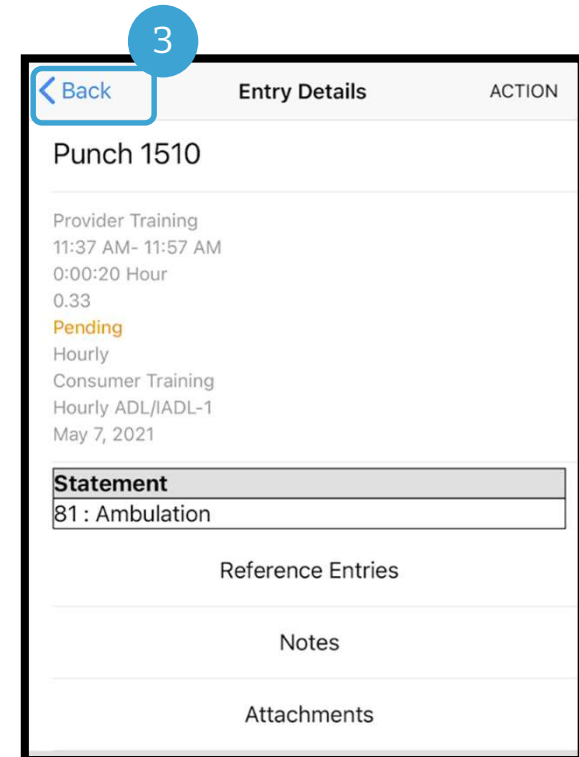 3
Back Entry Details ACTION
Punch 1510
Provider Training
11:37 AM- 11:57 AM
0:00:20 Hour
0.33
Pending
Hourly
Consumer Training
Hourly ADL/IADL-1
May 7, 2021
Statement
81 : Ambulation
Reference Entries
Notes
Attachments